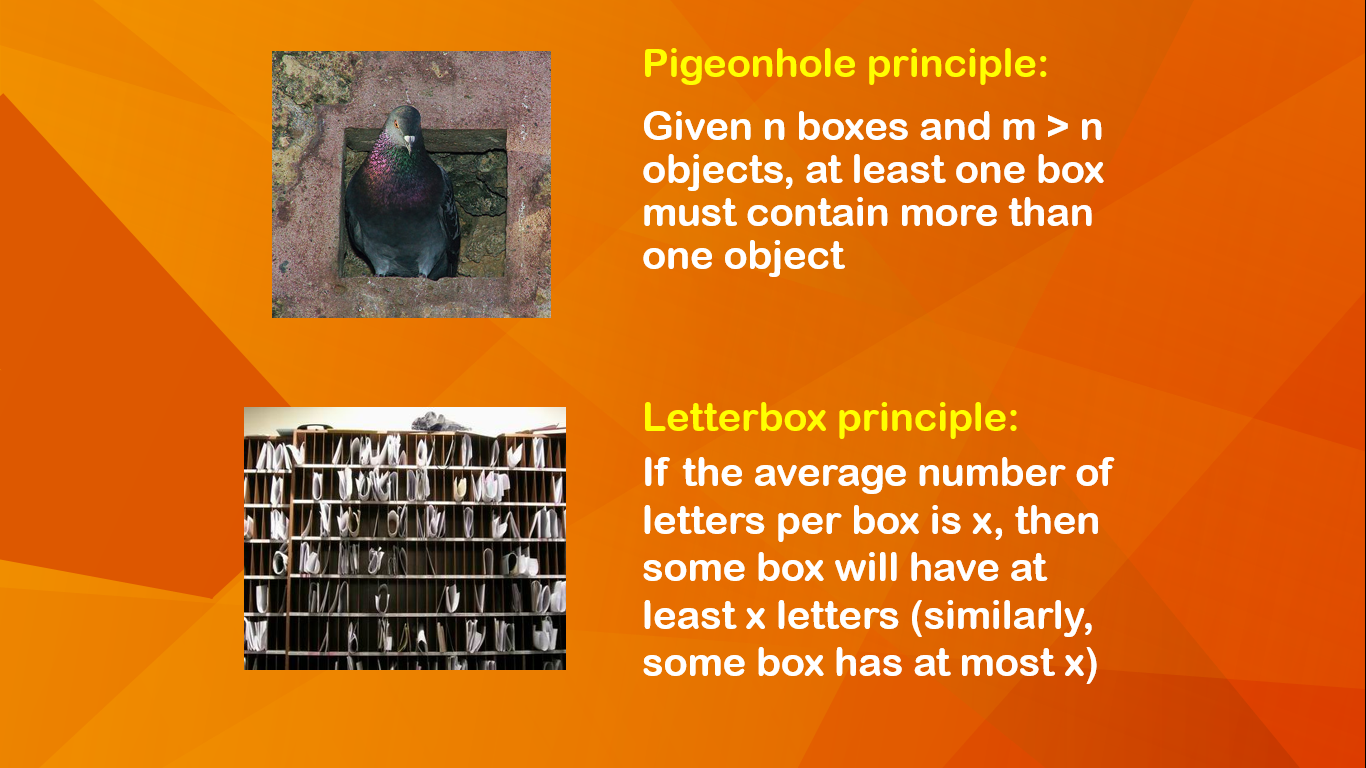 Pigeonhole principle:
Given n boxes and m > n
objects, at least one box
must contain more than
one object
Letterbox principle:
If the average number of
letters per box is x, then
some box will have at
least x letters (similarly,
some box has at most x)